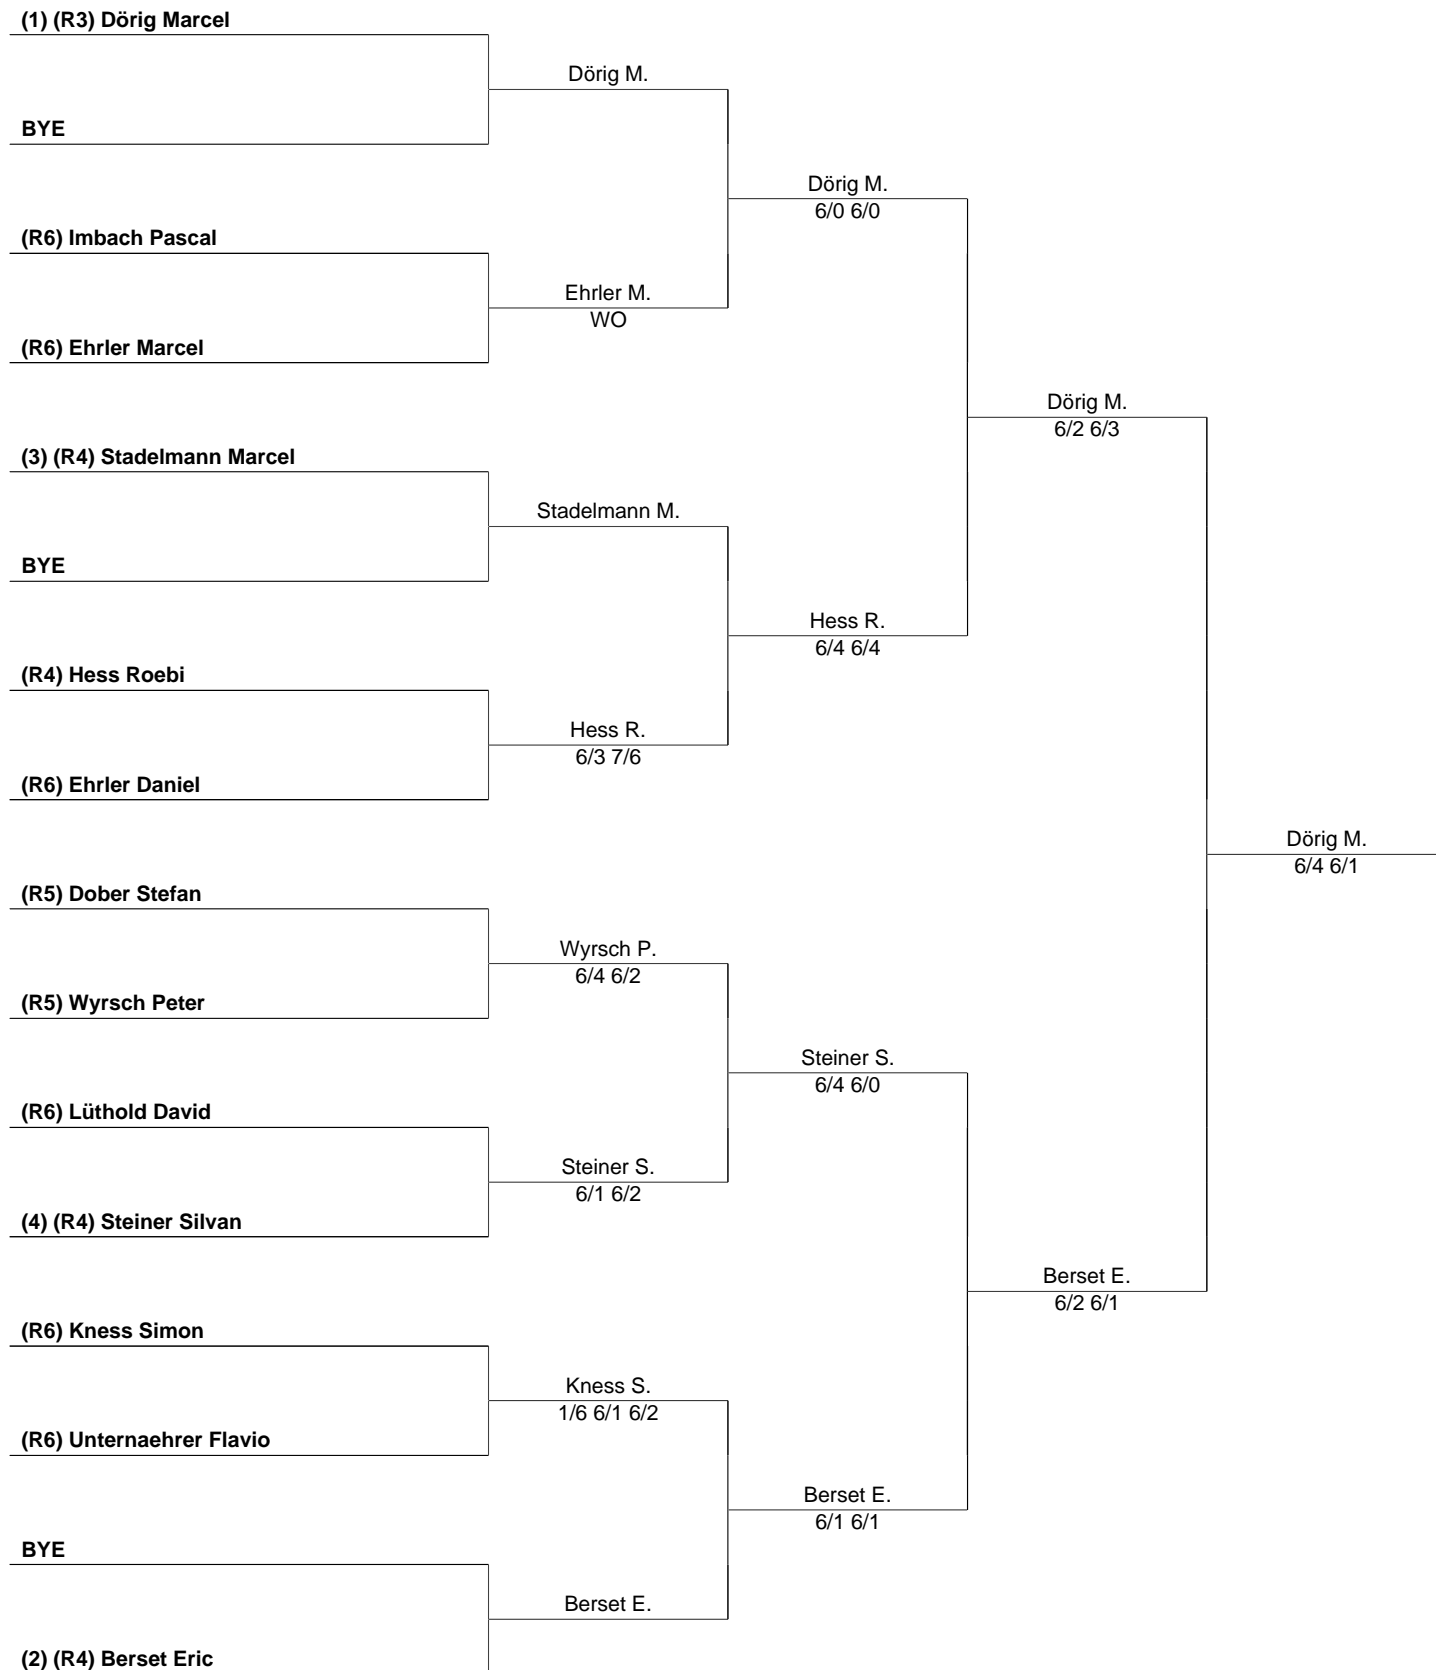 (1) (R3) Dörig Marcel
Dörig M.
BYE
Dörig M.
6/0 6/0
(R6) Imbach Pascal
Ehrler M.
WO
(R6) Ehrler Marcel
Dörig M.
6/2 6/3
(3) (R4) Stadelmann Marcel
Stadelmann M.
BYE
Hess R.
6/4 6/4
(R4) Hess Roebi
Hess R.
6/3 7/6
(R6) Ehrler Daniel
Dörig M.
6/4 6/1
(R5) Dober Stefan
Wyrsch P.
6/4 6/2
(R5) Wyrsch Peter
Steiner S.
6/4 6/0
(R6) Lüthold David
Steiner S.
6/1 6/2
(4) (R4) Steiner Silvan
Berset E.
6/2 6/1
(R6) Kness Simon
Kness S.
1/6 6/1 6/2
(R6) Unternaehrer Flavio
Berset E.
6/1 6/1
BYE
Berset E.
(2) (R4) Berset Eric